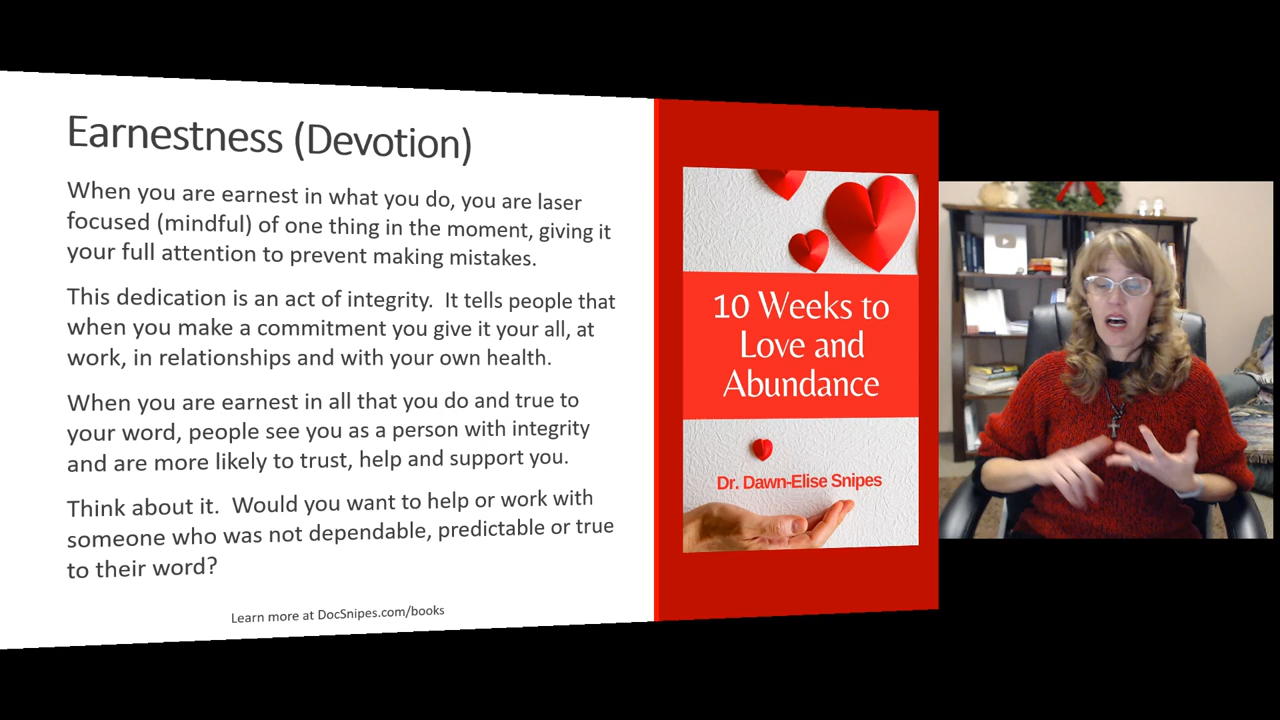 Earnestness (Devotion)
When you are earnest in what you do, you are laser
focused (mindful) of one thing in the moment, giving it
your full attention to prevent making mistakes.
This dedication is an act of integrity.  It tells people that
when you make a commitment you give it your all, at
work, in relationships and with your own health.
When you are earnest in all that you do and true to
your word, people see you as a person with integrity
and are more likely to trust, help and support you.
Think about it.  Would you want to help or work with
someone who was not dependable, predictable or true
to their word?
Learn more at DocSnipes.com/books
10 Weeks to
Love and
Abundance
Dr. Dawn-Elise Snipes